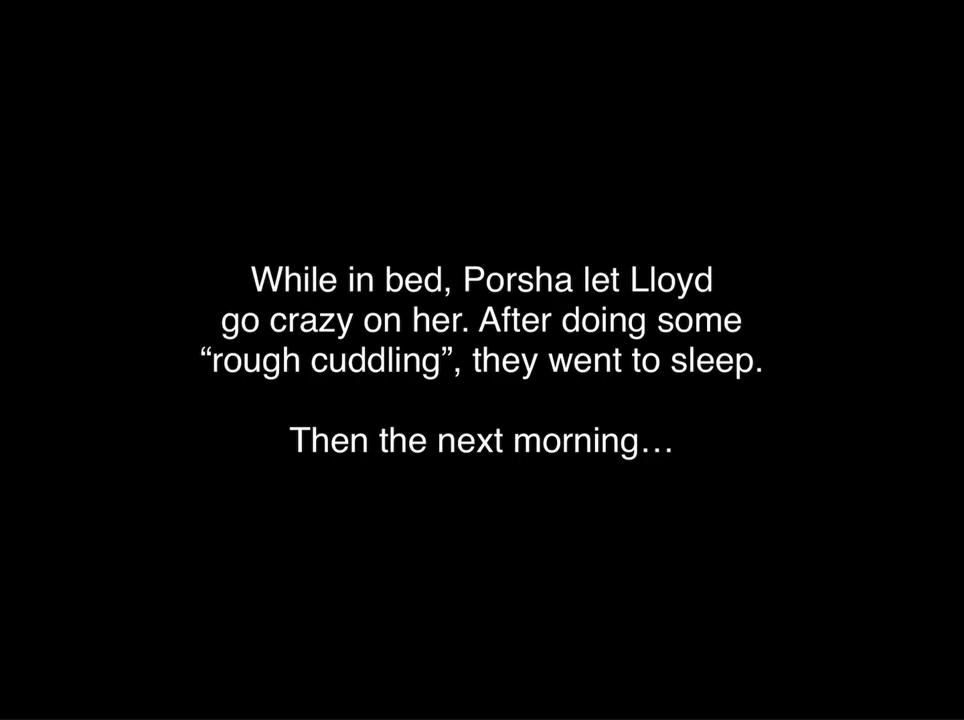 While in bed, Porsha let Lloyd
go crazy on her. After doing some
“rough cuddling”, they went to sleep.
Then the next morning…